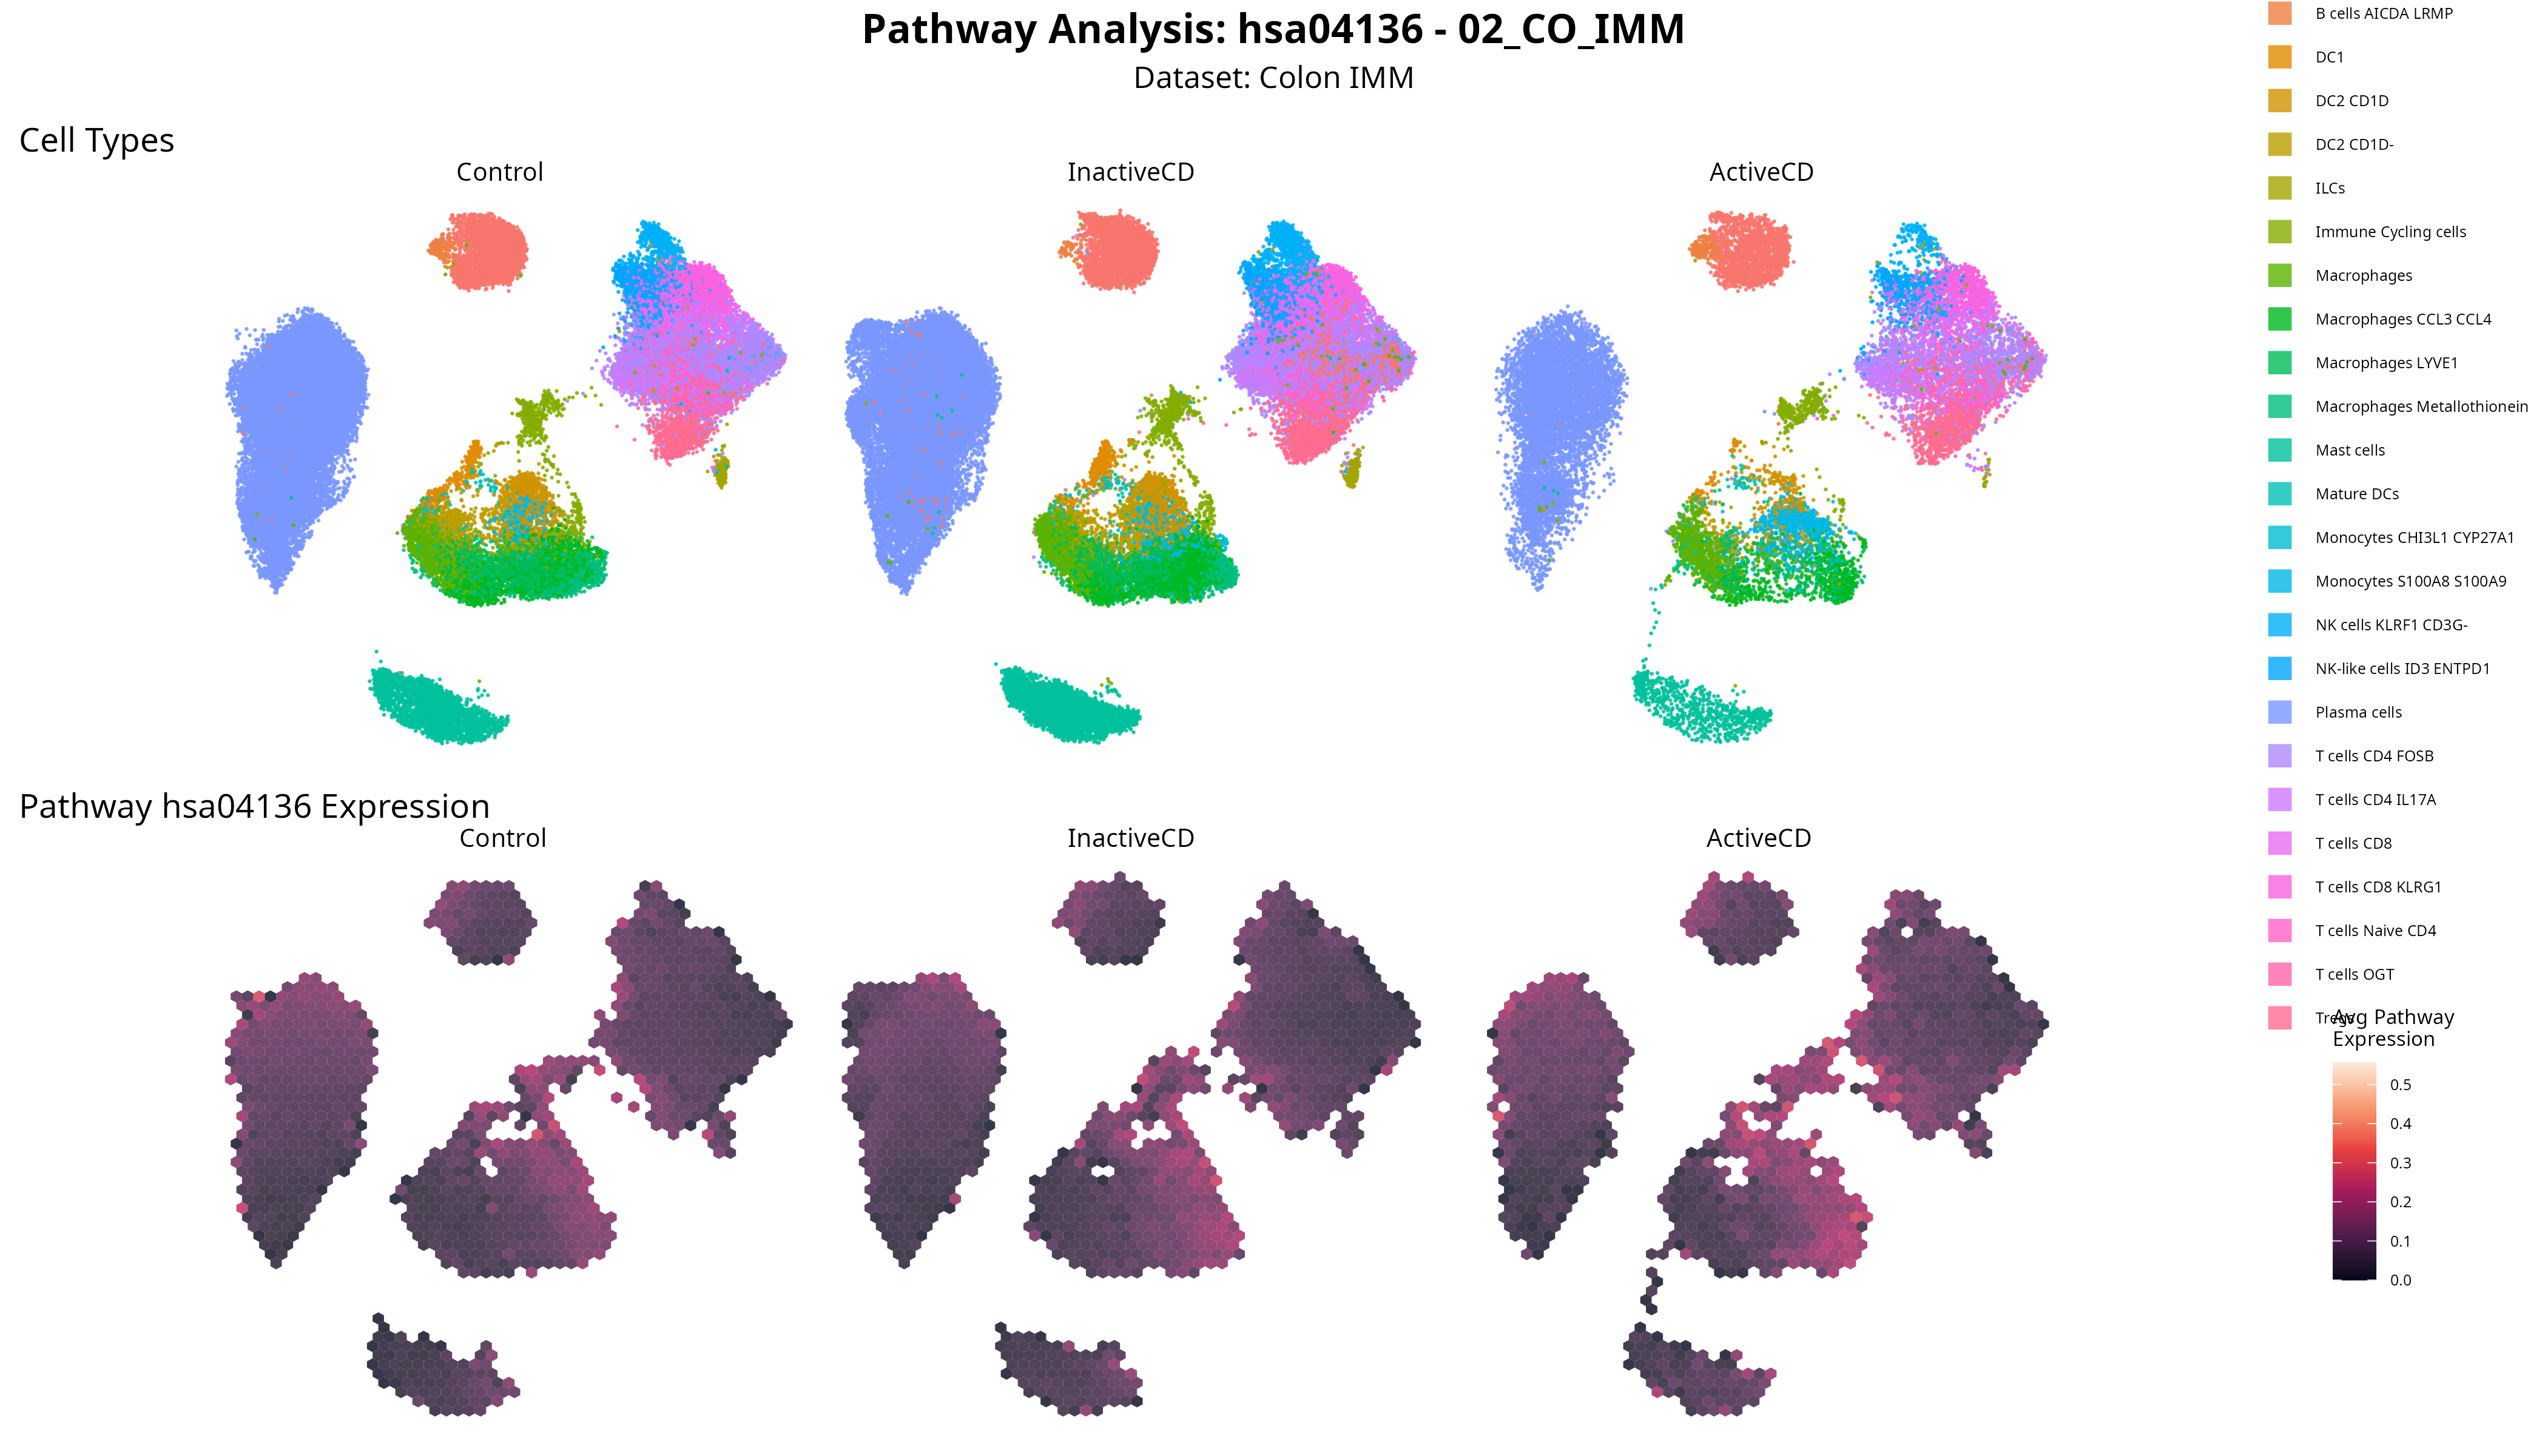 Pathway Analysis: hsa04136 - 02_CO_IMM
Dataset: Colon IMM
Cell Types
Control
InactiveCD
ActiveCD
Pathway hsa04136 Expression
Control
InactiveCD
ActiveCD
B cells AICDA LRMP
DC1
DC2 CD1D
DC2 CD1D-
ILCs
Immune Cycling cells
Macrophages
Macrophages CCL3 CCL4
Macrophages LYVE1
Macrophages Metallothionein
Mast cells
Mature DCs
Monocytes CHI3L1 CYP27A1
Monocytes S100A8 S100A9
NK cells KLRF1 CD3G-
NK-like cells ID3 ENTPD1
Plasma cells
T cells CD4 FOSB
T cells CD4 IL17A
T cells CD8
T cells CD8 KLRG1
T cells Naive CD4
T cells OGT
Tregs
Avg Pathway
Expression
0.5
0.4
0.3
0.2
0.1
0.0